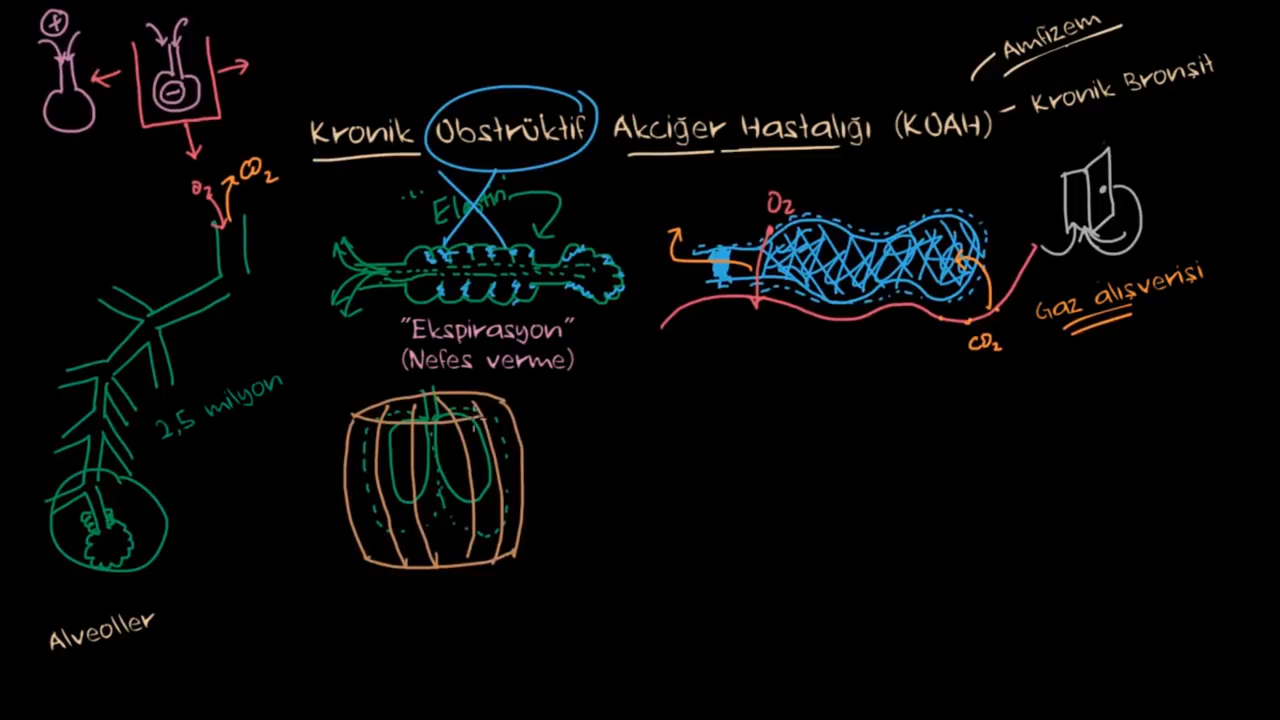 Amfizem
Kronik Obstrüktif Akciğer Hastalığı (KOAH)
Kronik Bronşit
O₂
CO₂
Elastin
O₂
"Ekspirasyon"
(Nefes verme)
Gaz alışverişi
CO₂
2,5 milyon
Alveoller